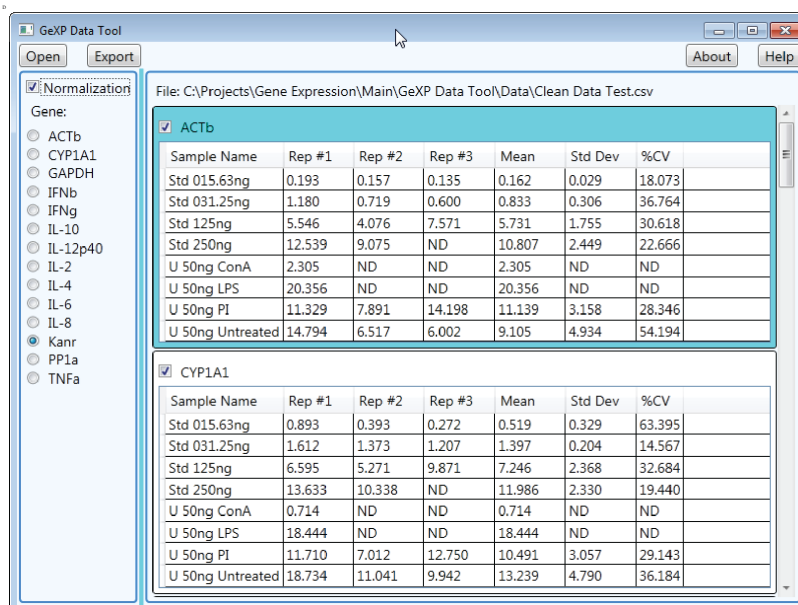 GeXP Data Tool
Open Export About Help
Normalization
Gene:
ACTb
CYP1A1
GAPDH
IFNb
IFNg
IL-10
IL-12p40
IL-2
IL-4
IL-6
IL-8
Kanr
PP1a
TNFa
File: C:\Projects\Gene Expression\Main\GeXP Data Tool\Data\Clean Data Test.csv
ACTb
Sample Name Rep #1 Rep #2 Rep #3 Mean Std Dev %CV
Std 015.63ng 0.193 0.157 0.135 0.162 0.029 18.073
Std 031.25ng 1.180 0.719 0.600 0.833 0.306 36.764
Std 125ng 5.546 4.076 7.571 5.731 1.755 30.618
Std 250ng 12.539 9.075 ND 10.807 2.449 22.666
U 50ng ConA 2.305 ND ND 2.305 ND ND
U 50ng LPS 20.356 ND ND 20.356 ND ND
U 50ng PI 11.329 7.891 14.198 11.139 3.158 28.346
U 50ng Untreated 14.794 6.517 6.002 9.105 4.934 54.194
CYP1A1
Sample Name Rep #1 Rep #2 Rep #3 Mean Std Dev %CV
Std 015.63ng 0.893 0.393 0.272 0.519 0.329 63.395
Std 031.25ng 1.612 1.373 1.207 1.397 0.204 14.567
Std 125ng 6.595 5.271 9.871 7.246 2.368 32.684
Std 250ng 13.633 10.338 ND 11.986 2.330 19.440
U 50ng ConA 0.714 ND ND 0.714 ND ND
U 50ng LPS 18.444 ND ND 18.444 ND ND
U 50ng PI 11.710 7.012 12.750 10.491 3.057 29.143
U 50ng Untreated 18.734 11.041 9.942 13.239 4.790 36.184